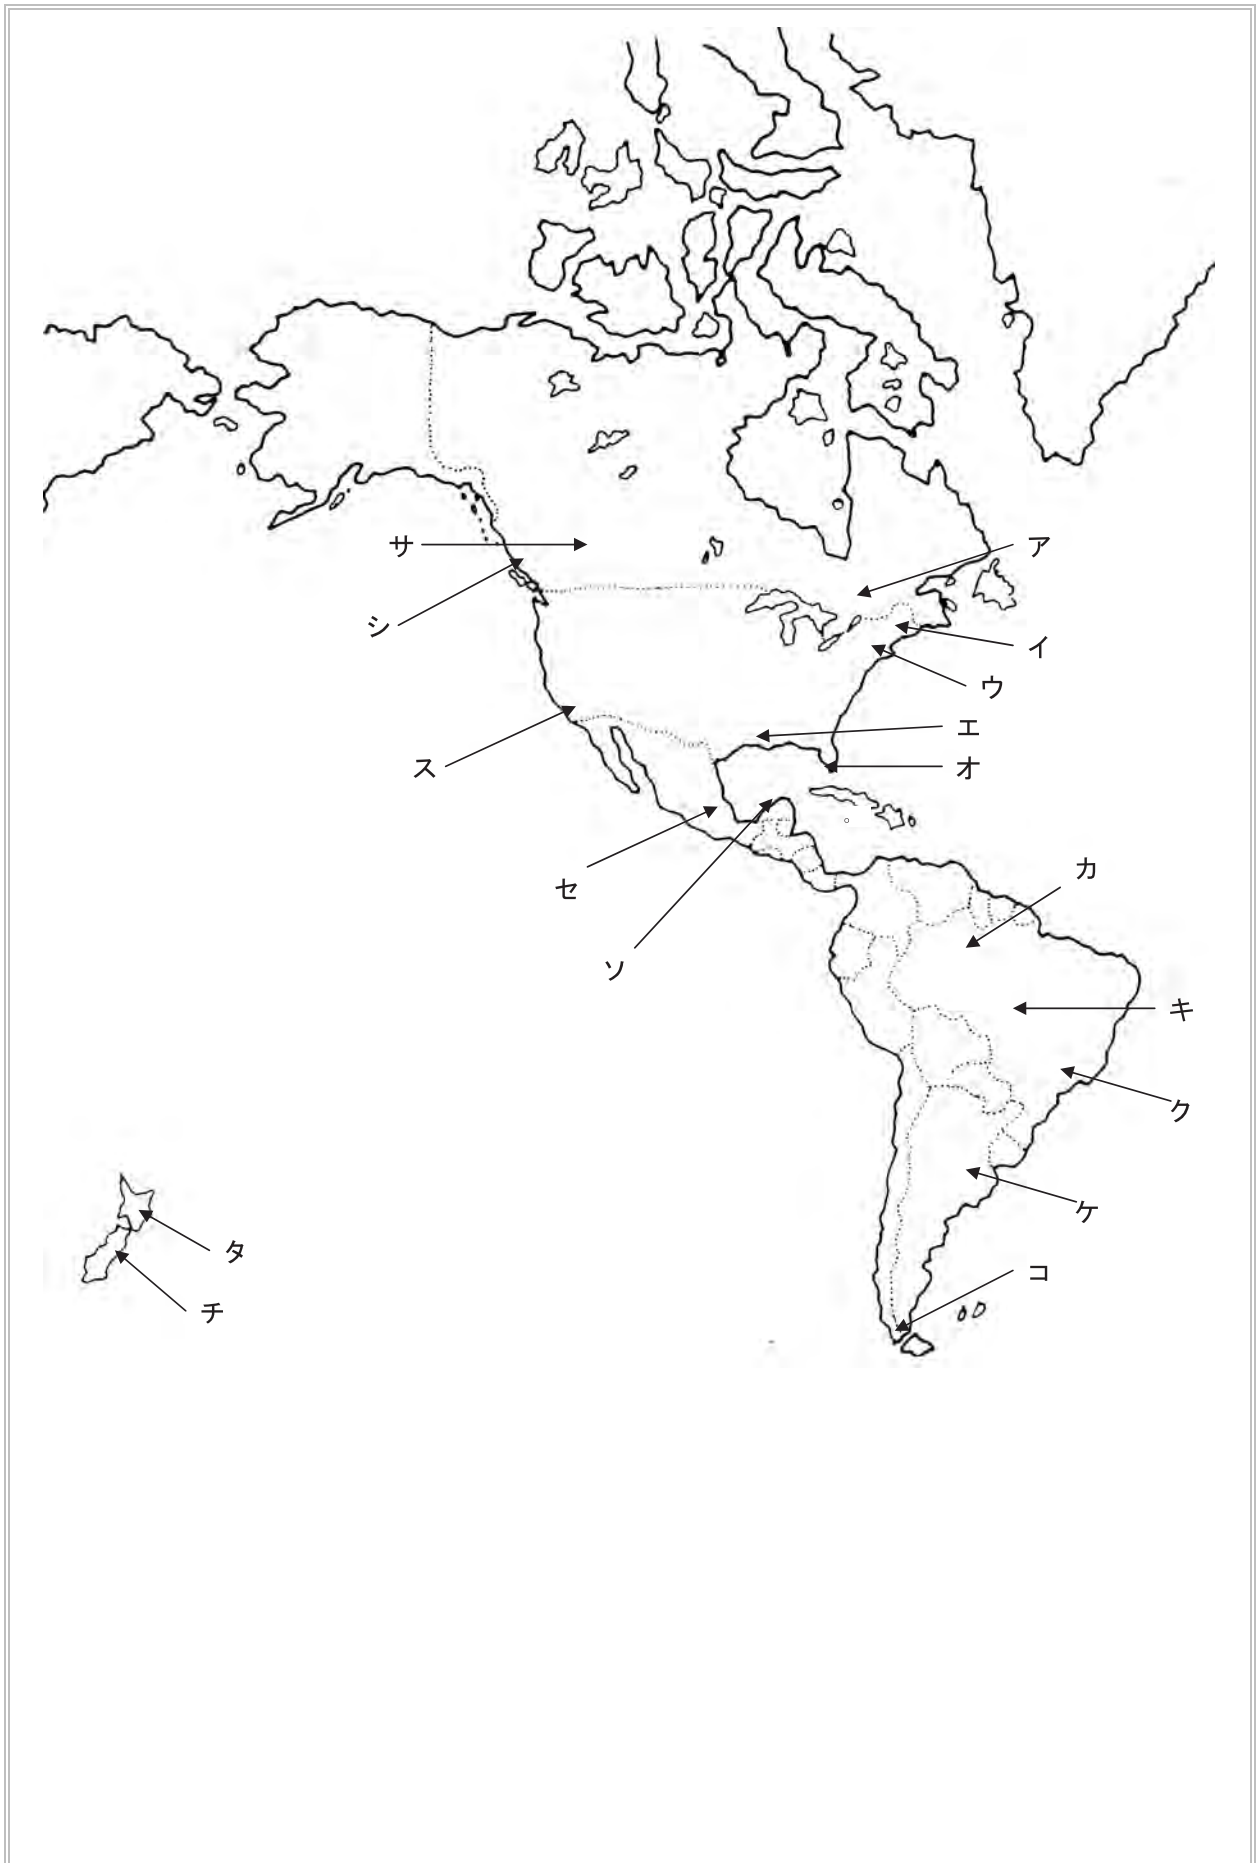 サ
ア
シ
イ
ウ
エ
ス
オ
カ
セ
ソ
キ
ク
ケ
タ
コ
チ